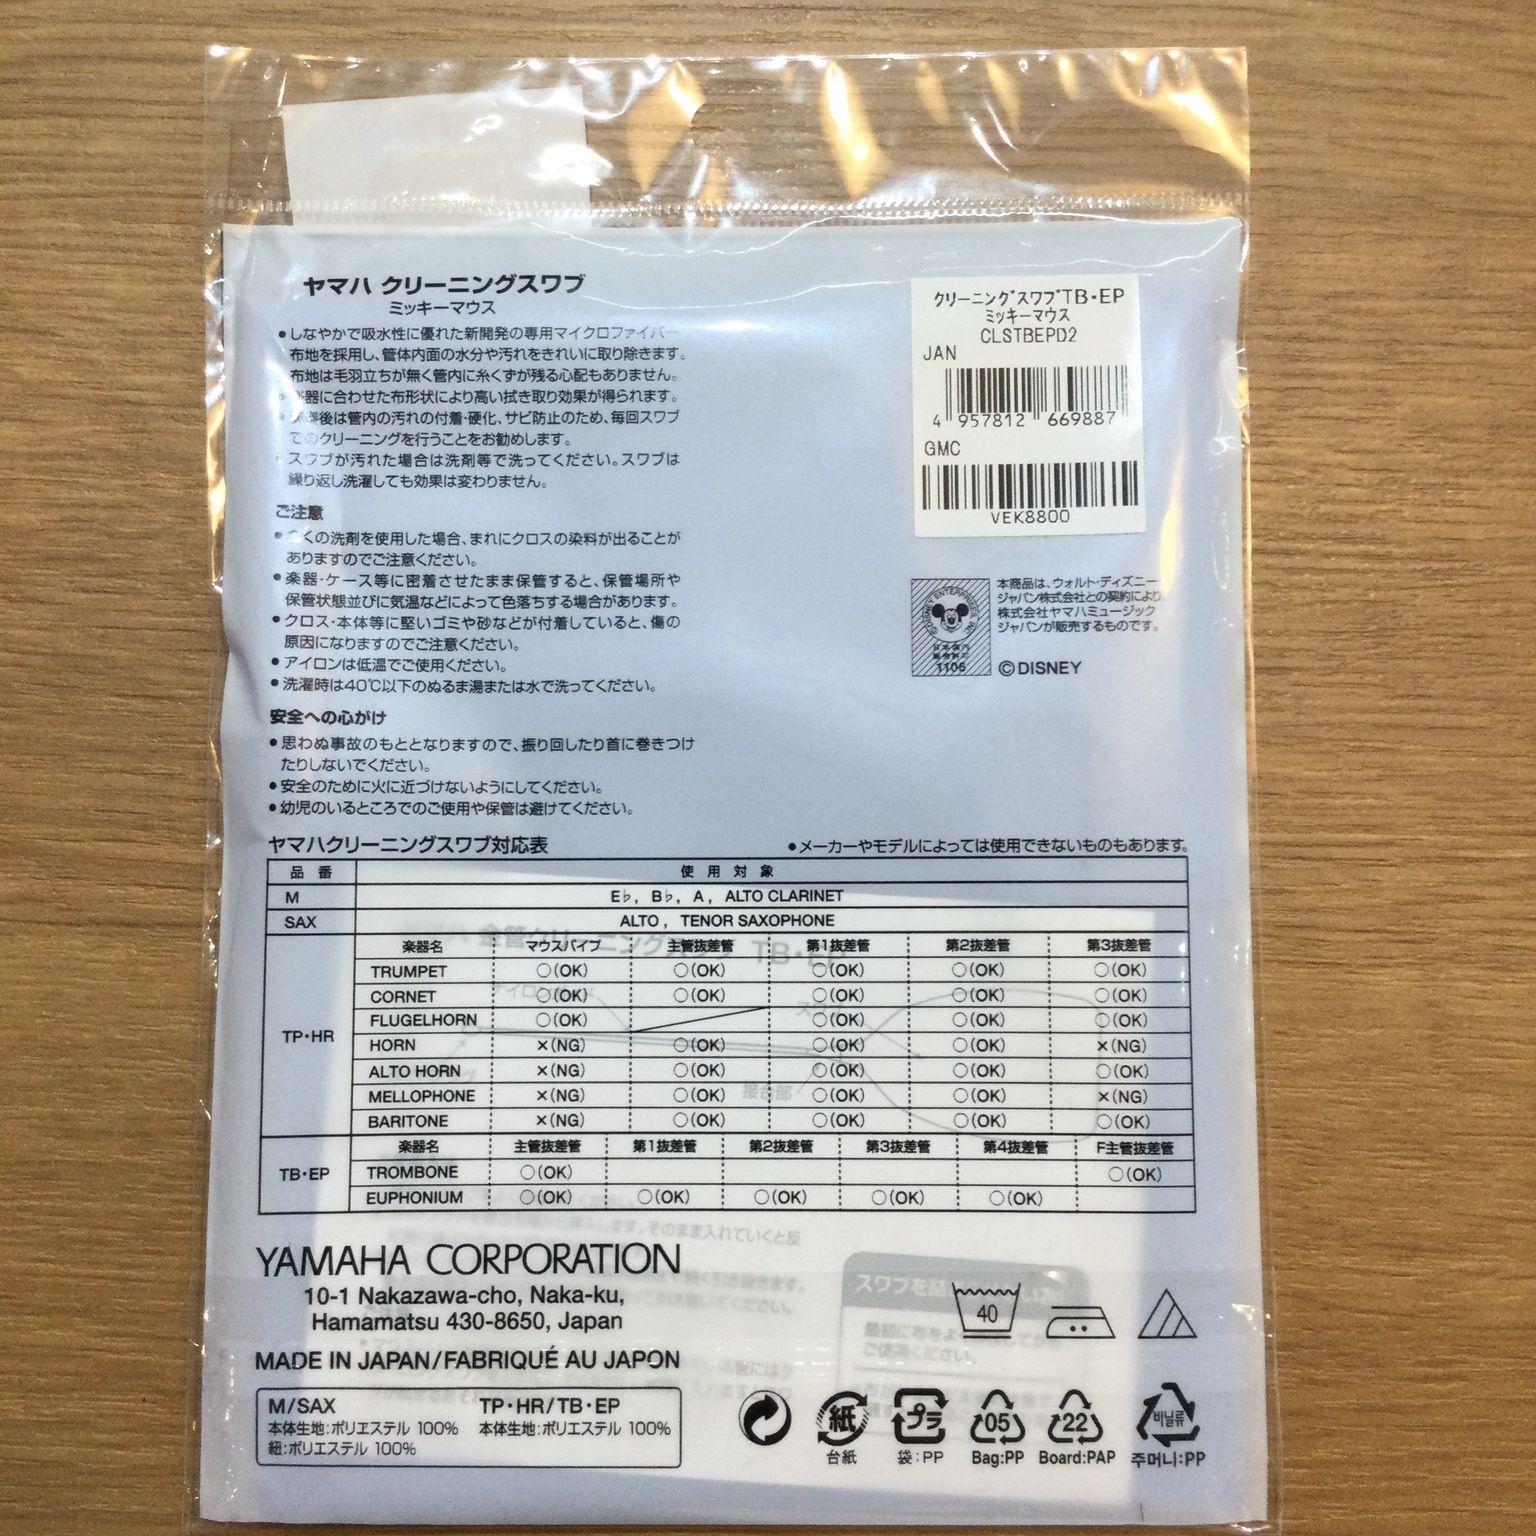 ヤマハ クリーニングスワブ
ミッキーマウス
●しなやかで吸水性に優れた新開発の専用マイクロファイバー
布地を採用し、管体内面の水分や汚れをきれいに取り除きます。
布地は毛羽立ちが無く管内に糸くずが残る心配もありません。
器に合わせた布形状により高い拭き取り効果が得られます。
後は管内の汚れの付着・硬化、サビ防止のため、毎回スワブ
でのクリーニングを行うことをお勧めします。
●スワブが汚れた場合は洗剤等で洗ってください。スワブは
繰り返し洗濯しても効果は変わりません。
ご注意
●多くの洗剤を使用した場合、まれにクロスの染料が出ることが
ありますのでご注意ください。
●楽器・ケース等に密着させたまま保管すると、保管場所や
保管状態並びに気温などによって色落ちする場合があります。
●クロス・本体等に堅いゴミや砂などが付着していると、傷の
原因になりますのでご注意ください。
●アイロンは低温でご使用ください。
●洗濯時は40℃以下のぬるま湯または水で洗ってください。
安全への心がけ
●思わぬ事故のもととなりますので、振り回したり首に巻きつけ
たりしないでください。
●安全のために火に近づけないようにしてください。
●幼児のいるところでのご使用や保管は避けてください。
クリーニングスワブTB・EP
ミッキーマウス
CLSTBEPD2
JAN
4 957812 669887
GMC
VEK8800
©DISNEY ENTERPRISES INC
1106
本商品は、ウォルト・ディズニー・
ジャパン株式会社との契約により、
株式会社ヤマハミュージック
ジャパンが販売するものです。
©DISNEY
ヤマハクリーニングスワブ対応表 ●メーカーやモデルによっては使用できないものもあります。
品番 使用対象
M E♭, B♭, A, ALTO CLARINET
SAX ALTO, TENOR SAXOPHONE
TP・HR 楽器名 マウスパイプ 主管抜差管 第1抜差管 第2抜差管 第3抜差管
TRUMPET ○(OK) ○(OK) ○(OK) ○(OK) ○(OK)
CORNET ○(OK) ○(OK) ○(OK) ○(OK) ○(OK)
FLUGELHORN ○(OK) ○(OK) ○(OK) ○(OK)
HORN ×(NG) ○(OK) ○(OK) ○(OK) ×(NG)
ALTO HORN ×(NG) ○(OK) ○(OK) ○(OK) ○(OK)
MELLOPHONE ×(NG) ○(OK) ○(OK) ○(OK) ×(NG)
BARITONE ×(NG) ○(OK) ○(OK) ○(OK) ○(OK)
TB・EP 楽器名 主管抜差管 第1抜差管 第2抜差管 第3抜差管 第4抜差管 F主管抜差管
TROMBONE ○(OK) ○(OK)
EUPHONIUM ○(OK) ○(OK) ○(OK) ○(OK) ○(OK)
YAMAHA CORPORATION
10-1 Nakazawa-cho, Naka-ku,
Hamamatsu 430-8650, Japan
MADE IN JAPAN/FABRIQUÉ AU JAPON
M/SAX TP・HR/TB・EP
本体生地:ポリエステル 100% 本体生地:ポリエステル 100%
紐:ポリエステル 100%
40
紙 プラ 05 22 비닐류
台紙 袋:PP Bag:PP Board:PAP 주머니:PP